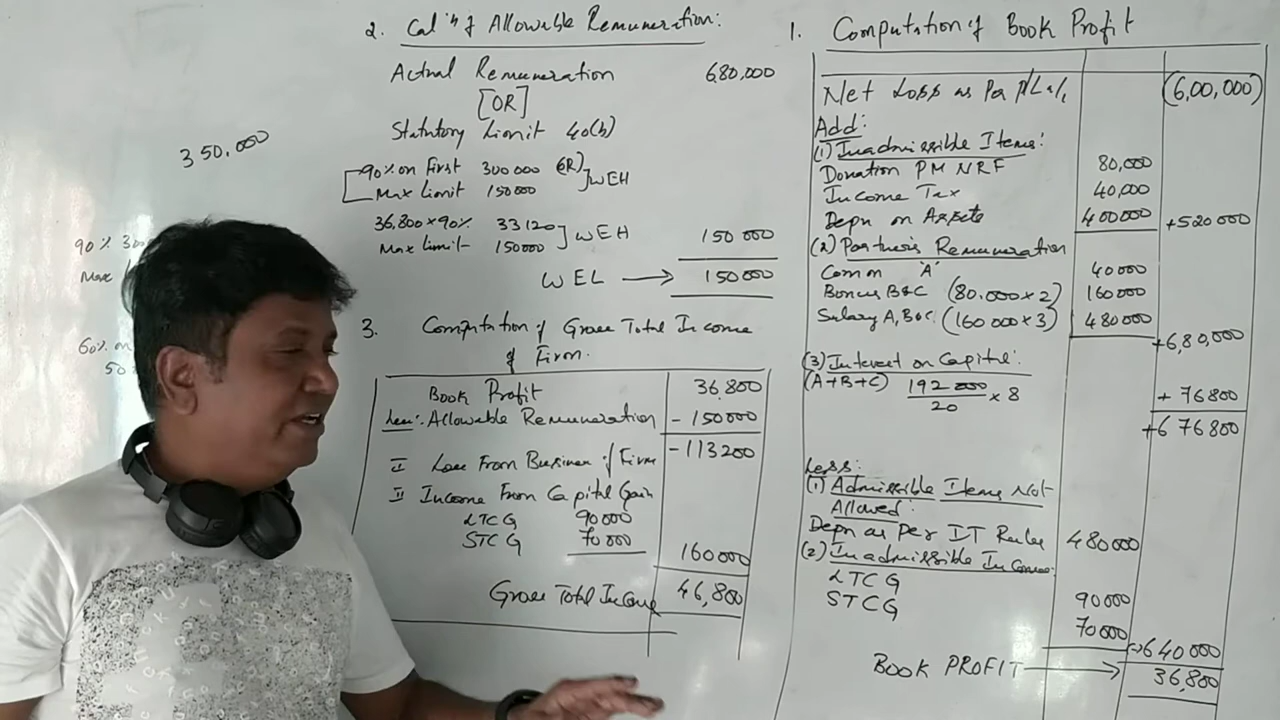 2. Cal'n of Allowable Remuneration:
Actual Remuneration 680,000
[OR]
Statutory Limit 40(b)
90% on First 300000 (OR) ] WEH
Max Limit 150000
36,800 x 90% 33120 ] WEH
Max limit 150000 150000
WEL → 150000
3. Computation of Gross Total Income
of Firm.
Book Profit 36,800
Less: Allowable Remuneration - 150000
I Loss From Business of Firm - 113200
II Income From Capital Gain
LTCG 90000
STCG 70000 160000
Gross Total Income 46,800
1. Computation of Book Profit
Net Loss as Per P/L a/c (6,00,000)
Add:
(1) Inadmissible Items:
Donation PM NRF 80,000
Income Tax 40,000
Depn on Assets 400000 +520000
(2) Partner's Remuneration
Comm 'A' 40000
Bonus B&C (80.000 x 2) 160000
Salary A, B&C (160000 x 3) 480000 +6,80,000
(3) Interest on Capital:
(A+B+C) 192000 x 8 + 76800
20
+6 76800
Less:
(1) Admissible Items Not
Allowed:
Depn as Per IT Rules 480000
(2) Inadmissible Income:
LTCG 90000
STCG 70000 640000
BOOK PROFIT → 36,800
350,000
90%
Max
60% on